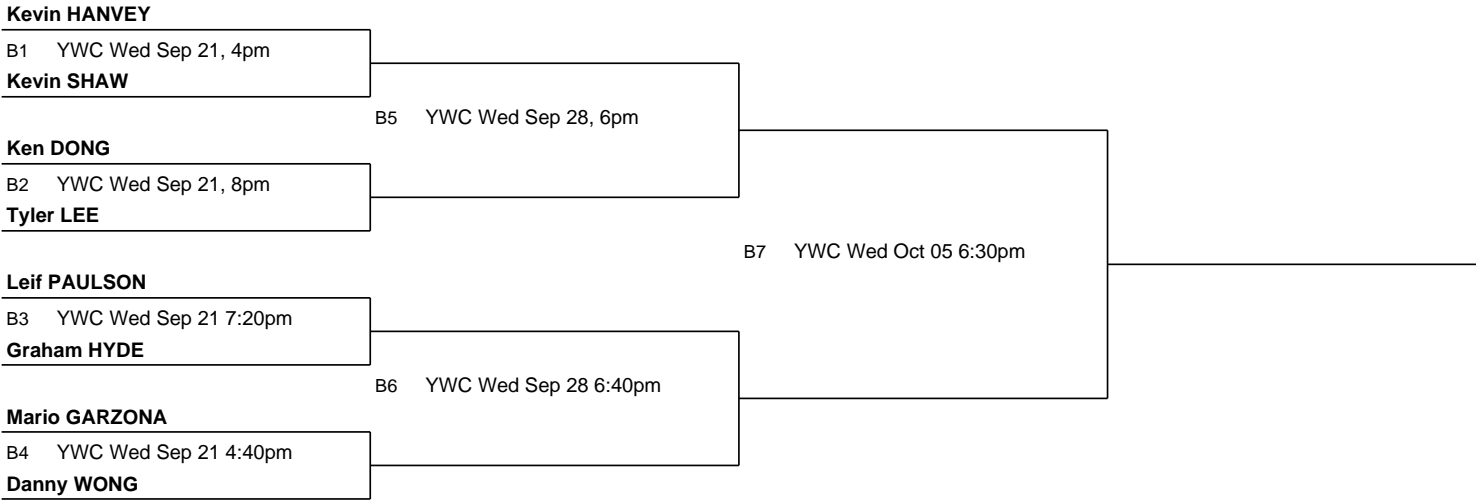 Kevin HANVEY
B1 YWC Wed Sep 21, 4pm
Kevin SHAW
B5 YWC Wed Sep 28, 6pm
Ken DONG
B2 YWC Wed Sep 21, 8pm
Tyler LEE
B7 YWC Wed Oct 05 6:30pm
Leif PAULSON
B3 YWC Wed Sep 21 7:20pm
Graham HYDE
B6 YWC Wed Sep 28 6:40pm
Mario GARZONA
B4 YWC Wed Sep 21 4:40pm
Danny WONG